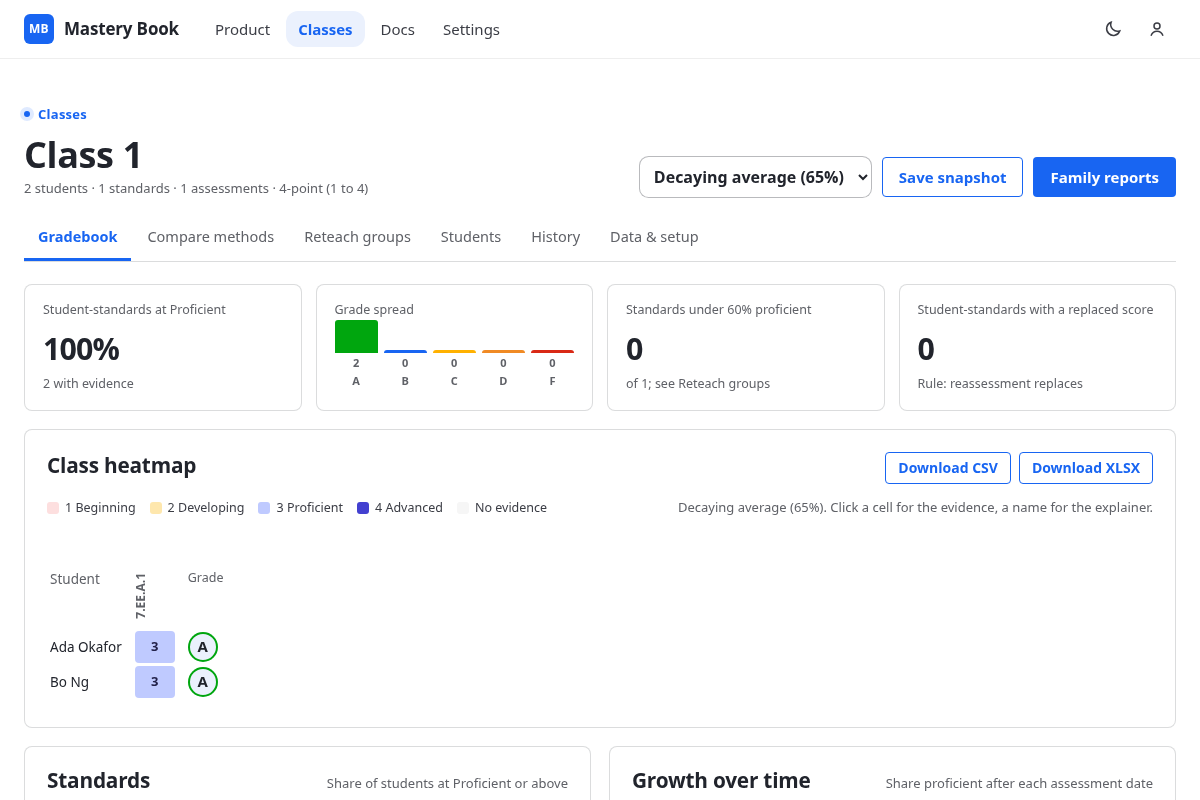 MB Mastery Book Product Classes Docs Settings
Classes
Class 1
2 students · 1 standards · 1 assessments · 4-point (1 to 4)
Decaying average (65%) Save snapshot Family reports
Gradebook Compare methods Reteach groups Students History Data & setup
Student-standards at Proficient
100%
2 with evidence
Grade spread
2 0 0 0 0
A B C D F
Standards under 60% proficient
0
of 1; see Reteach groups
Student-standards with a replaced score
0
Rule: reassessment replaces
Class heatmap
Download CSV Download XLSX
1 Beginning 2 Developing 3 Proficient 4 Advanced No evidence
Decaying average (65%). Click a cell for the evidence, a name for the explainer.
Student 7.EE.A.1 Grade
Ada Okafor 3 A
Bo Ng 3 A
Standards Share of students at Proficient or above
Growth over time Share proficient after each assessment date